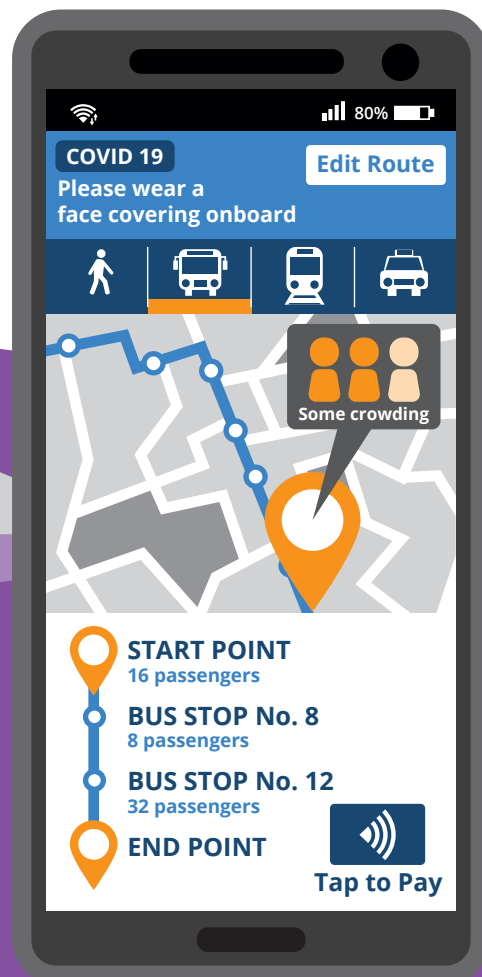 80%
COVID 19
Edit Route
Please wear a
face covering onboard
Some crowding
START POINT
16 passengers
BUS STOP No. 8
8 passengers
BUS STOP No. 12
32 passengers
END POINT
Tap to Pay